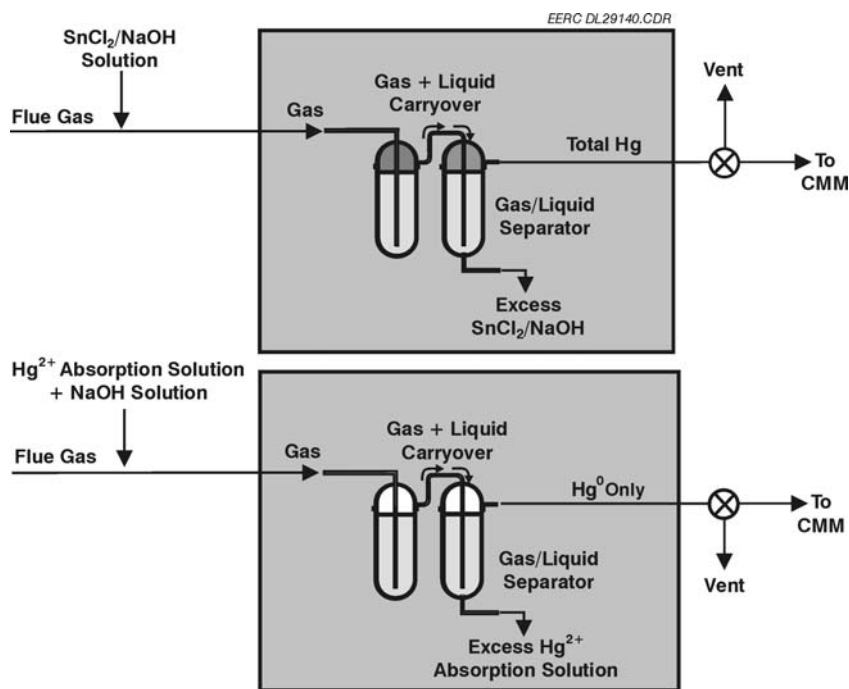 EERC DL29140.CDR
SnCl₂/NaOH
Solution
Flue Gas
Gas
Gas + Liquid
Carryover
Total Hg
Vent
To
CMM
Gas/Liquid
Separator
Excess
SnCl₂/NaOH
Hg²⁺ Absorption Solution
+ NaOH Solution
Flue Gas
Gas
Gas + Liquid
Carryover
Hg⁰ Only
To
CMM
Vent
Gas/Liquid
Separator
Excess Hg²⁺
Absorption Solution